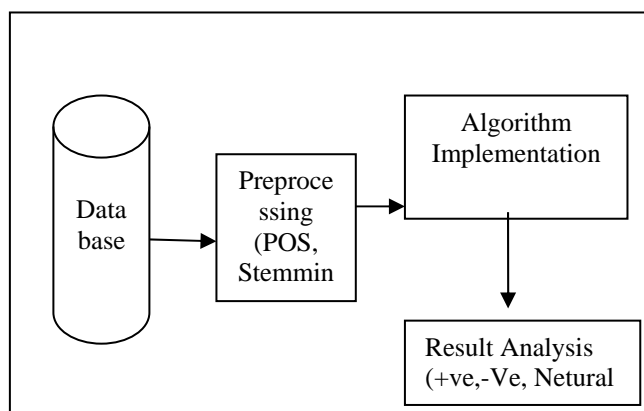 Data
base
Preproce
ssing
(POS,
Stemmin
Algorithm
Implementation
Result Analysis
(+ve,-Ve, Netural